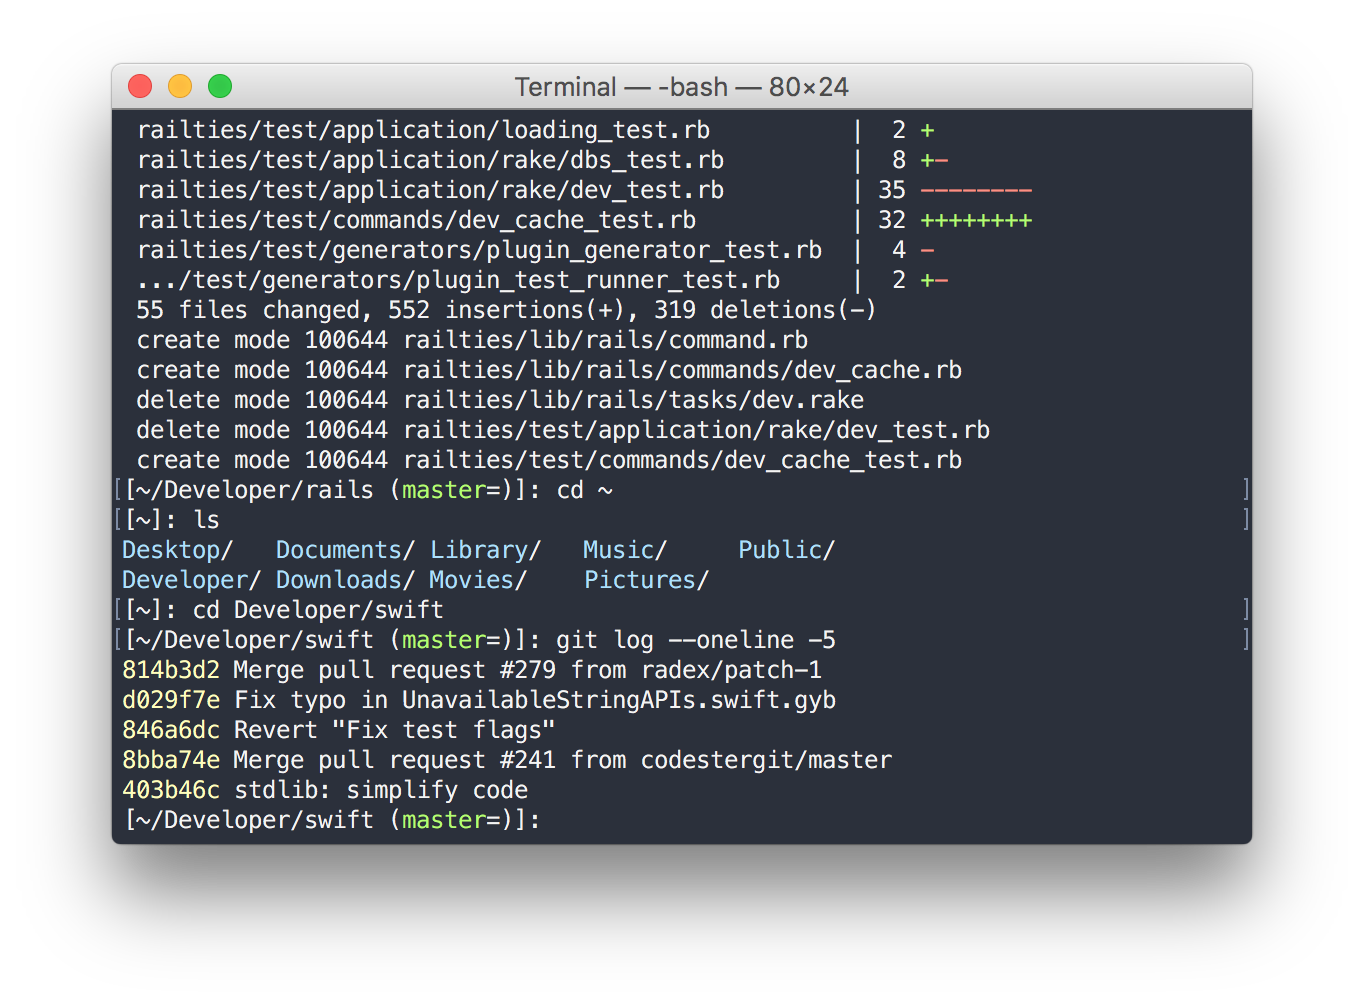 Terminal — -bash — 80×24
railties/test/application/loading_test.rb | 2 +
railties/test/application/rake/dbs_test.rb | 8 +-
railties/test/application/rake/dev_test.rb | 35 --------
railties/test/commands/dev_cache_test.rb | 32 ++++++++
railties/test/generators/plugin_generator_test.rb | 4 -
.../test/generators/plugin_test_runner_test.rb | 2 +-
55 files changed, 552 insertions(+), 319 deletions(-)
create mode 100644 railties/lib/rails/command.rb
create mode 100644 railties/lib/rails/commands/dev_cache.rb
delete mode 100644 railties/lib/rails/tasks/dev.rake
delete mode 100644 railties/test/application/rake/dev_test.rb
create mode 100644 railties/test/commands/dev_cache_test.rb
[[~/Developer/rails (master=)]: cd ~ ]
[[~]: ls ]
Desktop/ Documents/ Library/ Music/ Public/
Developer/ Downloads/ Movies/ Pictures/
[[~]: cd Developer/swift ]
[[~/Developer/swift (master=)]: git log --oneline -5 ]
814b3d2 Merge pull request #279 from radex/patch-1
d029f7e Fix typo in UnavailableStringAPIs.swift.gyb
846a6dc Revert "Fix test flags"
8bba74e Merge pull request #241 from codestergit/master
403b46c stdlib: simplify code
[~/Developer/swift (master=)]: